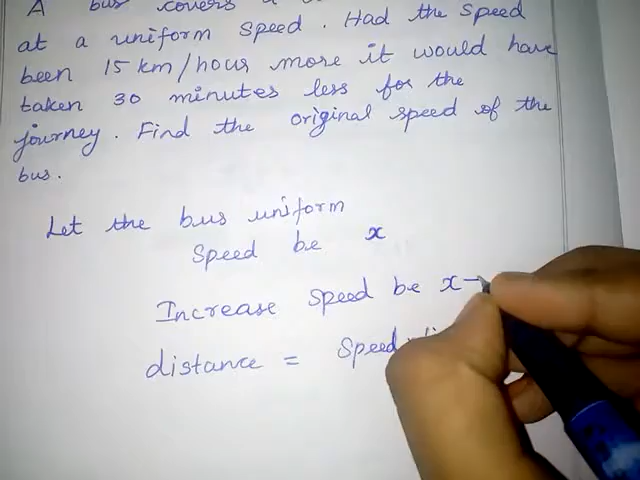 A bus covers a
at a uniform speed. Had the speed
been 15 km/hour more it would have
taken 30 minutes less for the
journey. Find the original speed of the
bus.
Let the bus uniform
Speed be x
Increase speed be x
distance = Speed